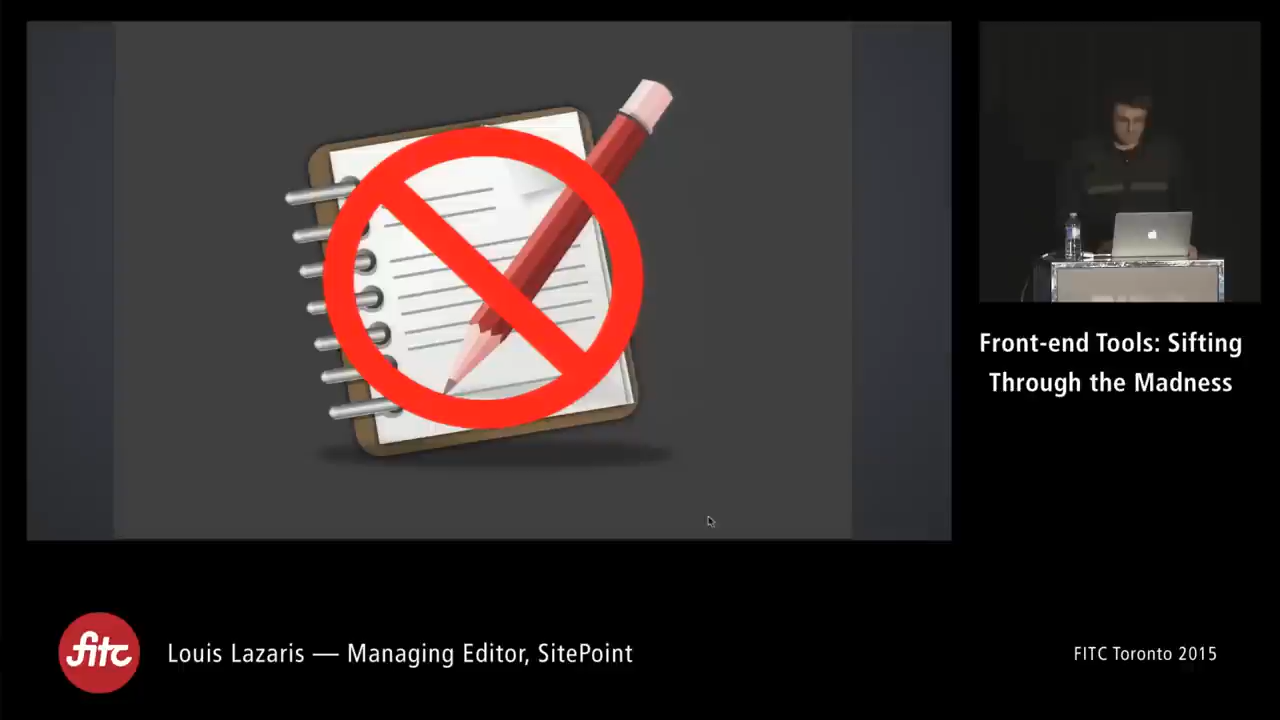 Front-end Tools: Sifting
Through the Madness
fitc
Louis Lazaris — Managing Editor, SitePoint
FITC Toronto 2015